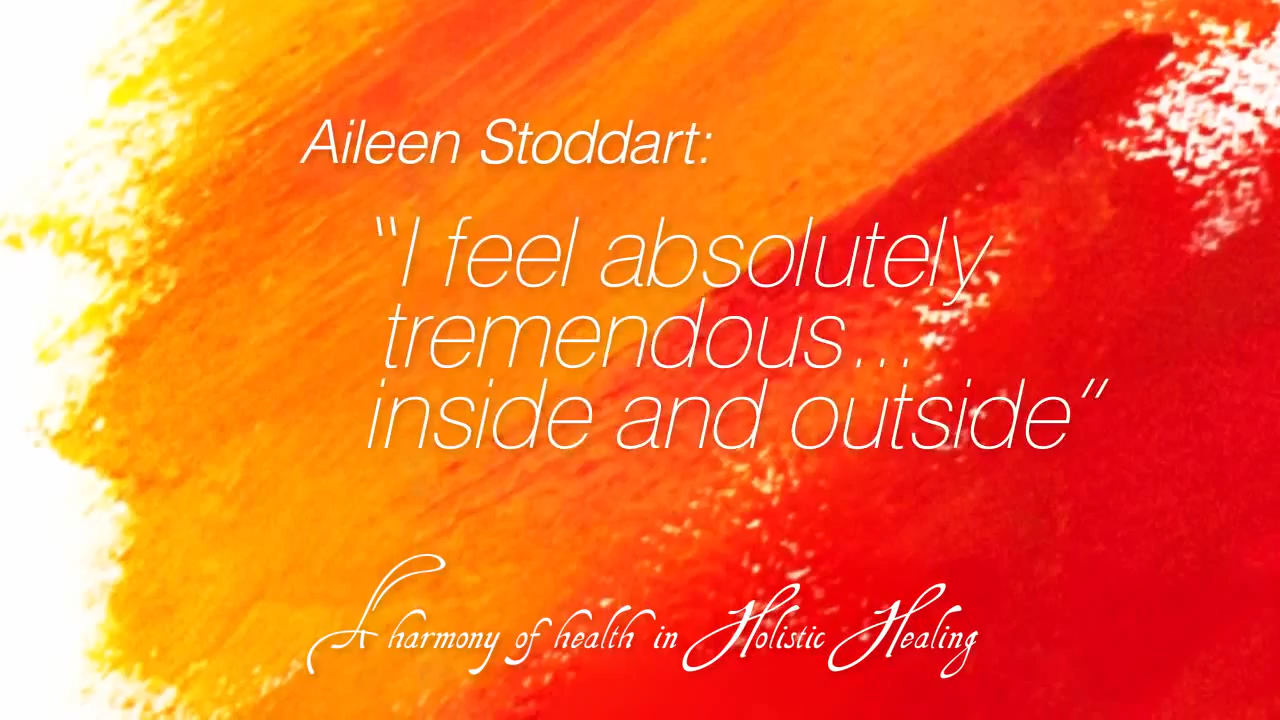 Aileen Stoddart:
“I feel absolutely
tremendous...
inside and outside”
A harmony of health in Holistic Healing